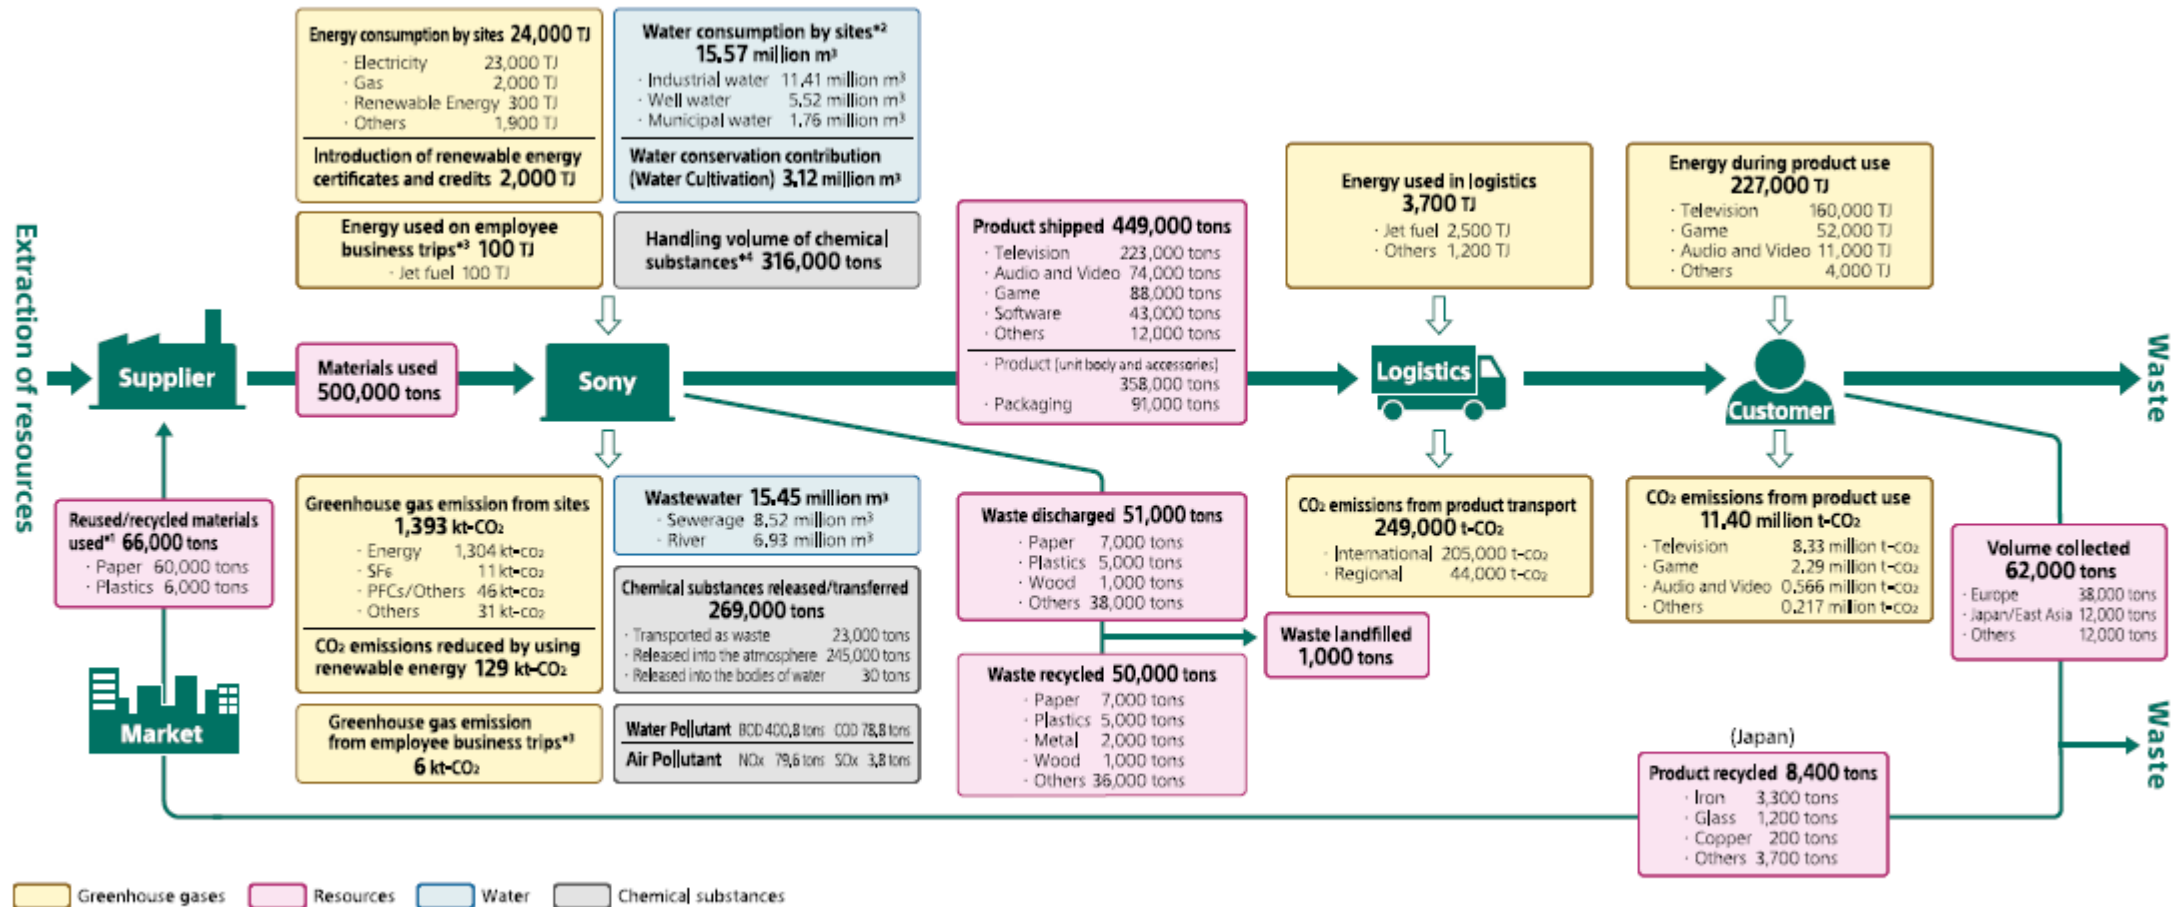 Energy consumption by sites 24,000 TJ
· Electricity 23,000 TJ
· Gas 2,000 TJ
· Renewable Energy 300 TJ
· Others 1,900 TJ
Introduction of renewable energy
certificates and credits 2,000 TJ
Energy used on employee
business trips*3 100 TJ
· Jet fuel 100 TJ
Water consumption by sites*2
15.57 million m³
· Industrial water 11.41 million m³
· Well water 5.52 million m³
· Municipal water 1.76 million m³
Water conservation contribution
(Water Cultivation) 3.12 million m³
Handling volume of chemical
substances*4 316,000 tons
Product shipped 449,000 tons
· Television 223,000 tons
· Audio and Video 74,000 tons
· Game 88,000 tons
· Software 43,000 tons
· Others 12,000 tons
· Product (unit body and accessories)
358,000 tons
· Packaging 91,000 tons
Energy used in logistics
3,700 TJ
· Jet fuel 2,500 TJ
· Others 1,200 TJ
Energy during product use
227,000 TJ
· Television 160,000 TJ
· Game 52,000 TJ
· Audio and Video 11,000 TJ
· Others 4,000 TJ
Extraction of resources
Supplier
Materials used
500,000 tons
Sony
Logistics
Customer
Waste
Reused/recycled materials
used*1 66,000 tons
· Paper 60,000 tons
· Plastics 6,000 tons
Market
Greenhouse gas emission from sites
1,393 kt-CO₂
· Energy 1,304 kt-co₂
· SF₆ 11 kt-co₂
· PFCs/Others 46 kt-co₂
· Others 31 kt-co₂
CO₂ emissions reduced by using
renewable energy 129 kt-CO₂
Greenhouse gas emission
from employee business trips*3
6 kt-CO₂
Wastewater 15.45 million m³
· Sewerage 8.52 million m³
· River 6.93 million m³
Chemical substances released/transferred
269,000 tons
· Transported as waste 23,000 tons
· Released into the atmosphere 245,000 tons
· Released into the bodies of water 30 tons
Water Pollutant BOD 400.8 tons COD 78.8 tons
Air Pollutant NOx 79.6 tons SOx 3.8 tons
Waste discharged 51,000 tons
· Paper 7,000 tons
· Plastics 5,000 tons
· Wood 1,000 tons
· Others 38,000 tons
Waste landfilled
1,000 tons
Waste recycled 50,000 tons
· Paper 7,000 tons
· Plastics 5,000 tons
· Metal 2,000 tons
· Wood 1,000 tons
· Others 36,000 tons
CO₂ emissions from product transport
249,000 t-CO₂
· International 205,000 t-co₂
· Regional 44,000 t-co₂
CO₂ emissions from product use
11.40 million t-CO₂
· Television 8.33 million t-co₂
· Game 2.29 million t-co₂
· Audio and Video 0.566 million t-co₂
· Others 0.217 million t-co₂
Volume collected
62,000 tons
· Europe 38,000 tons
· Japan/East Asia 12,000 tons
· Others 12,000 tons
Waste
(Japan)
Product recycled 8,400 tons
· Iron 3,300 tons
· Glass 1,200 tons
· Copper 200 tons
· Others 3,700 tons
Greenhouse gases
Resources
Water
Chemical substances